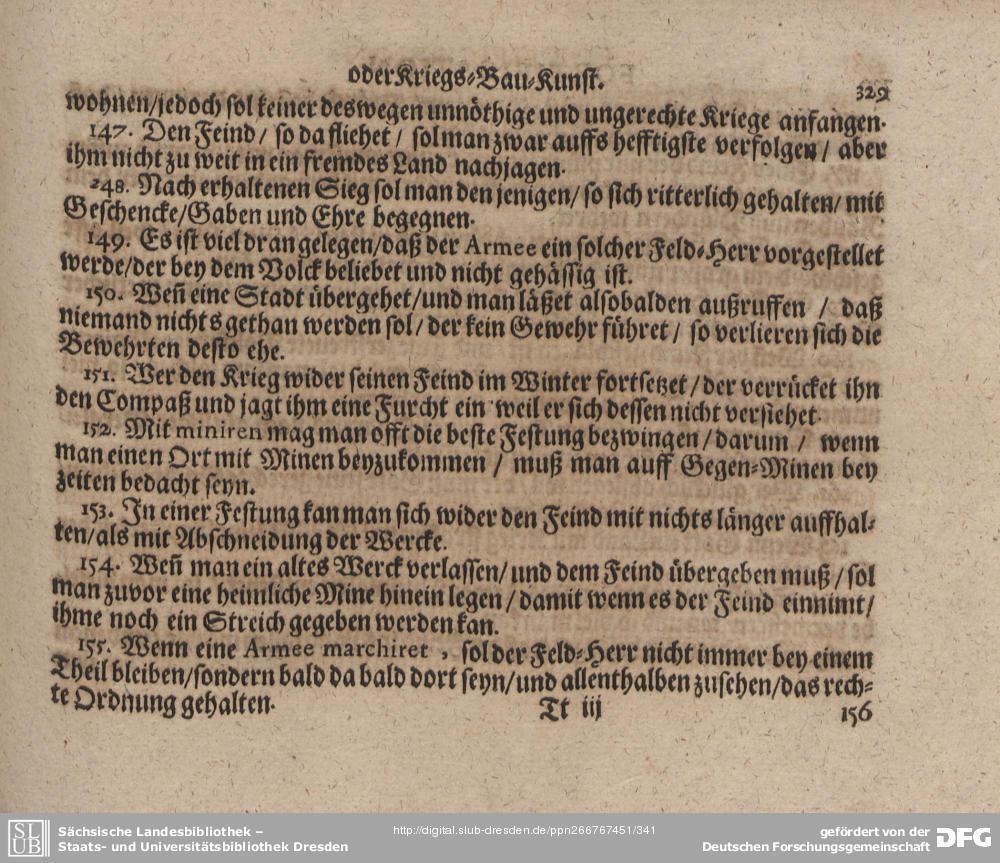 oder Kriegs-Bau-Kunst.
329
wohnen/jedoch sol keiner deswegen unnöthige und ungerechte Kriege anfangen.
147. Den Feind / so da fliehet / sol man zwar auffs hefftigste verfolgen / aber
ihm nicht zu weit in ein fremdes Land nachjagen.
248. Nach erhaltenen Sieg sol man den jenigen / so sich ritterlich gehalten/ mit
Geschencke/Gaben und Ehre begegnen.
149. Es ist viel dran gelegen/daß der Armee ein solcher Feld-Herr vorgestellet
werde/der bey dem Volck beliebet und nicht gehässig ist.
150. Weñ eine Stadt übergehet/und man läßet alsobalden außruffen / daß
niemand nichts gethan werden sol/ der kein Gewehr führet / so verlieren sich die
Bewehrten desto ehe.
151. Wer den Krieg wider seinen Feind im Winter fortsetzet/der verrücket ihn
den Compaß und jagt ihm eine Furcht ein weil er sich dessen nicht versiehet.
152. Mit miniren mag man offt die beste Festung bezwingen/darum / wenn
man einen Ort mit Minen beyzukommen / muß man auff Gegen-Minen bey
zeiten bedacht seyn.
153. In einer Festung kan man sich wider den Feind mit nichts länger auffhal-
ten/als mit Abschneidung der Wercke.
154. Weñ man ein altes Werck verlassen/und dem Feind übergeben muß/sol
man zuvor eine heimliche Mine hinein legen/damit wenn es der Feind einnimt/
ihme noch ein Streich gegeben werden kan.
155. Wenn eine Armee marchiret, sol der Feld-Herr nicht immer bey einem
Theil bleiben/sondern bald da bald dort seyn/und allenthalben zusehen/das rech-
te Ordnung gehalten.
Tt iij
156
SLUB
Sächsische Landesbibliothek –
Staats- und Universitätsbibliothek Dresden
http://digital.slub-dresden.de/ppn266767451/341
gefördert von der
Deutschen Forschungsgemeinschaft
DFG